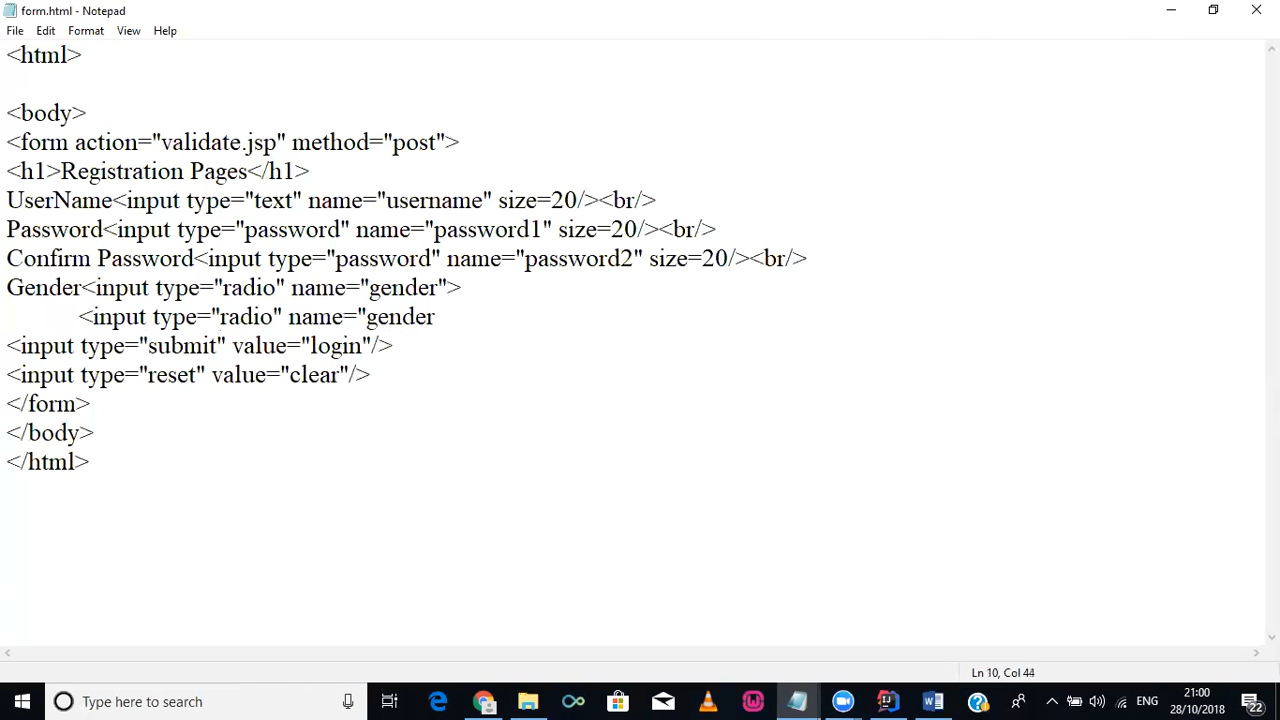 form.html - Notepad
File Edit Format View Help
<html>
<body>
<form action="validate.jsp" method="post">
<h1>Registration Pages</h1>
UserName<input type="text" name="username" size=20/><br/>
Password<input type="password" name="password1" size=20/><br/>
Confirm Password<input type="password" name="password2" size=20/><br/>
Gender<input type="radio" name="gender">
<input type="radio" name="gender
<input type="submit" value="login"/>
<input type="reset" value="clear"/>
</form>
</body>
</html>
Ln 10, Col 44
Type here to search
ENG
21:00
28/10/2018
22